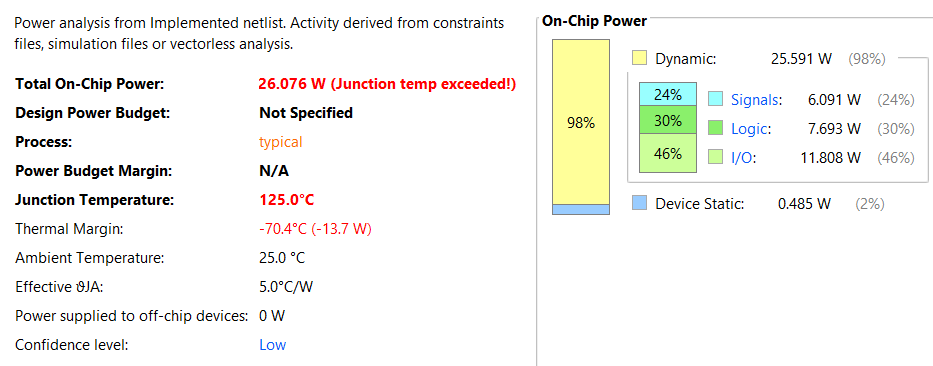 Power analysis from Implemented netlist. Activity derived from constraints
files, simulation files or vectorless analysis.
Total On-Chip Power: 26.076 W (Junction temp exceeded!)
Design Power Budget: Not Specified
Process: typical
Power Budget Margin: N/A
Junction Temperature: 125.0°C
Thermal Margin: -70.4°C (-13.7 W)
Ambient Temperature: 25.0 °C
Effective ϑJA: 5.0°C/W
Power supplied to off-chip devices: 0 W
Confidence level: Low
On-Chip Power
98%
Dynamic: 25.591 W (98%)
24% Signals: 6.091 W (24%)
30% Logic: 7.693 W (30%)
46% I/O: 11.808 W (46%)
Device Static: 0.485 W (2%)